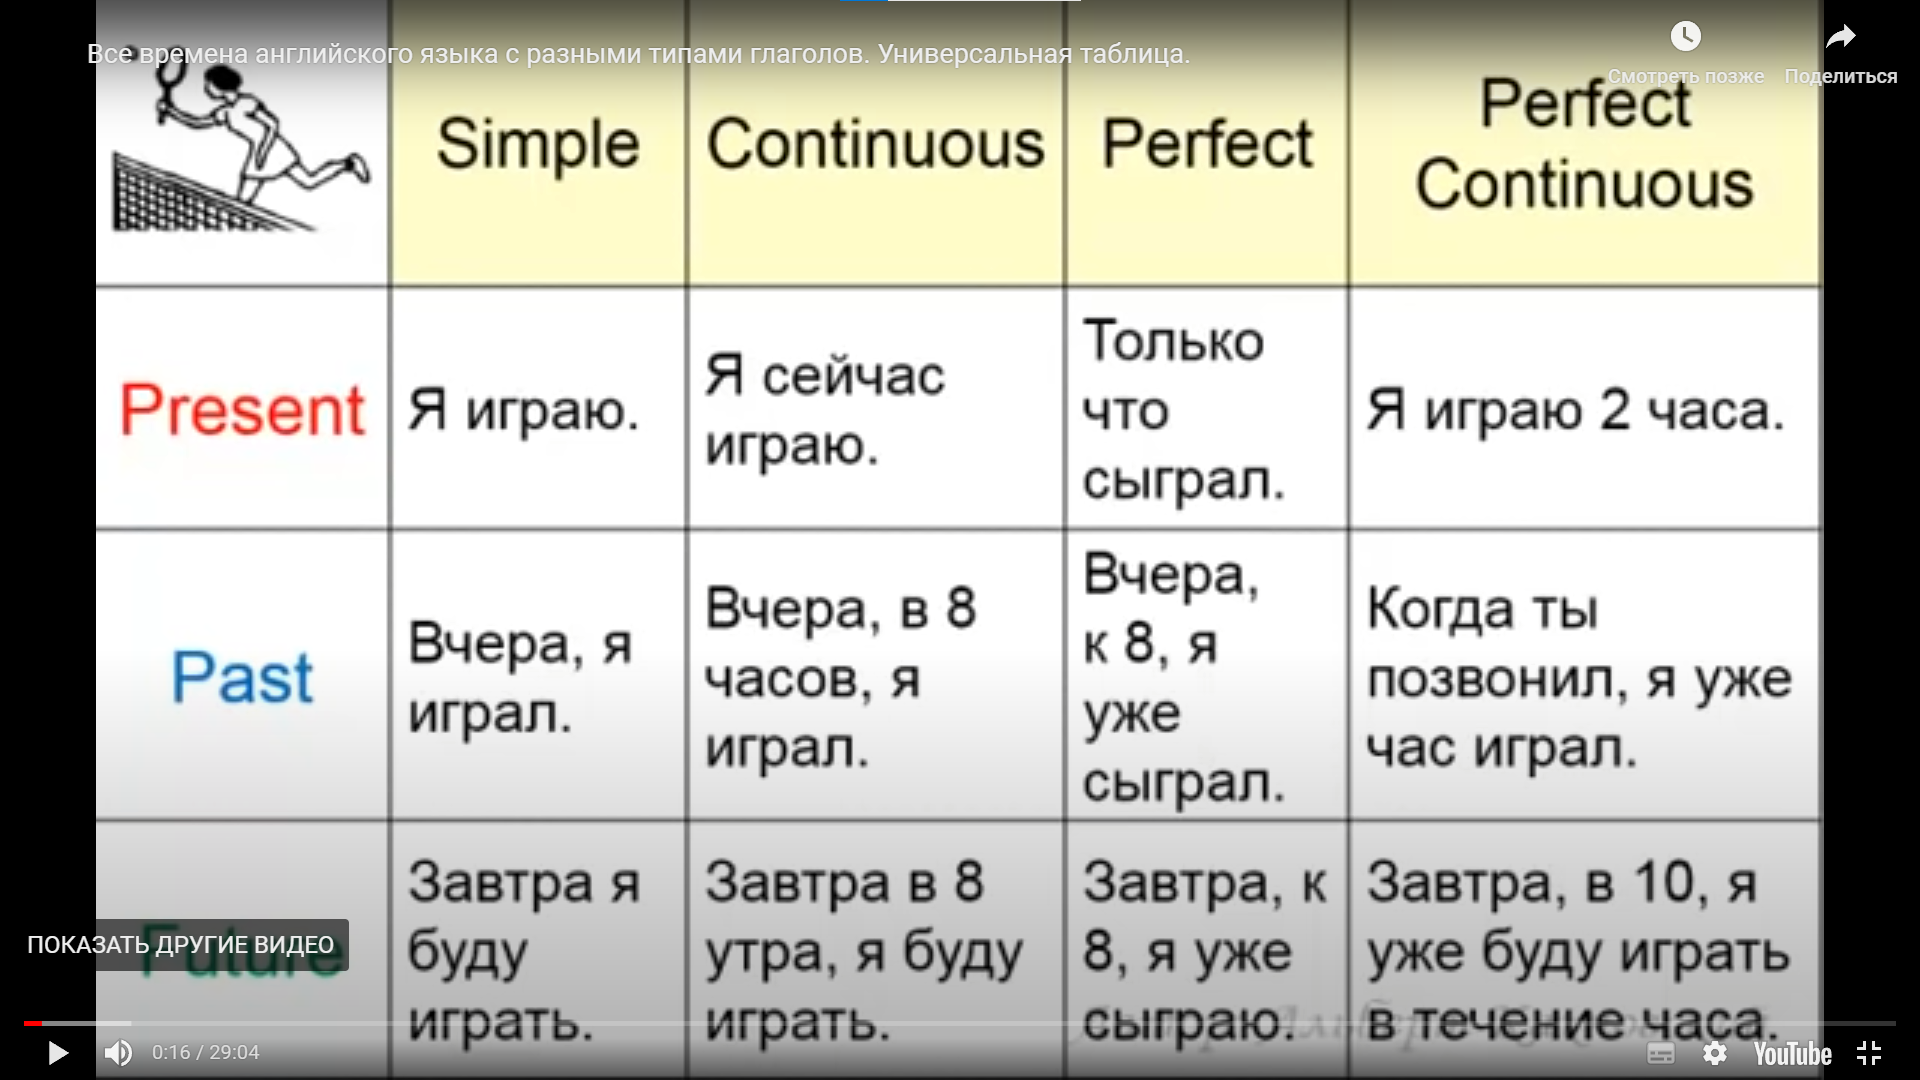 Все времена английского языка с разными типами глаголов. Универсальная таблица.
Смотреть позже
Поделиться
Simple
Continuous
Perfect
Perfect
Continuous
Present
Я играю.
Я сейчас
играю.
Только
что
сыграл.
Я играю 2 часа.
Past
Вчера, я
играл.
Вчера, в 8
часов, я
играл.
Вчера,
к 8, я
уже
сыграл.
Когда ты
позвонил, я уже
час играл.
Future
Завтра я
буду
играть.
Завтра в 8
утра, я буду
играть.
Завтра, к
8, я уже
сыграю.
Завтра, в 10, я
уже буду играть
в течение часа.
ПОКАЗАТЬ ДРУГИЕ ВИДЕО
0:16 / 29:04
YouTube